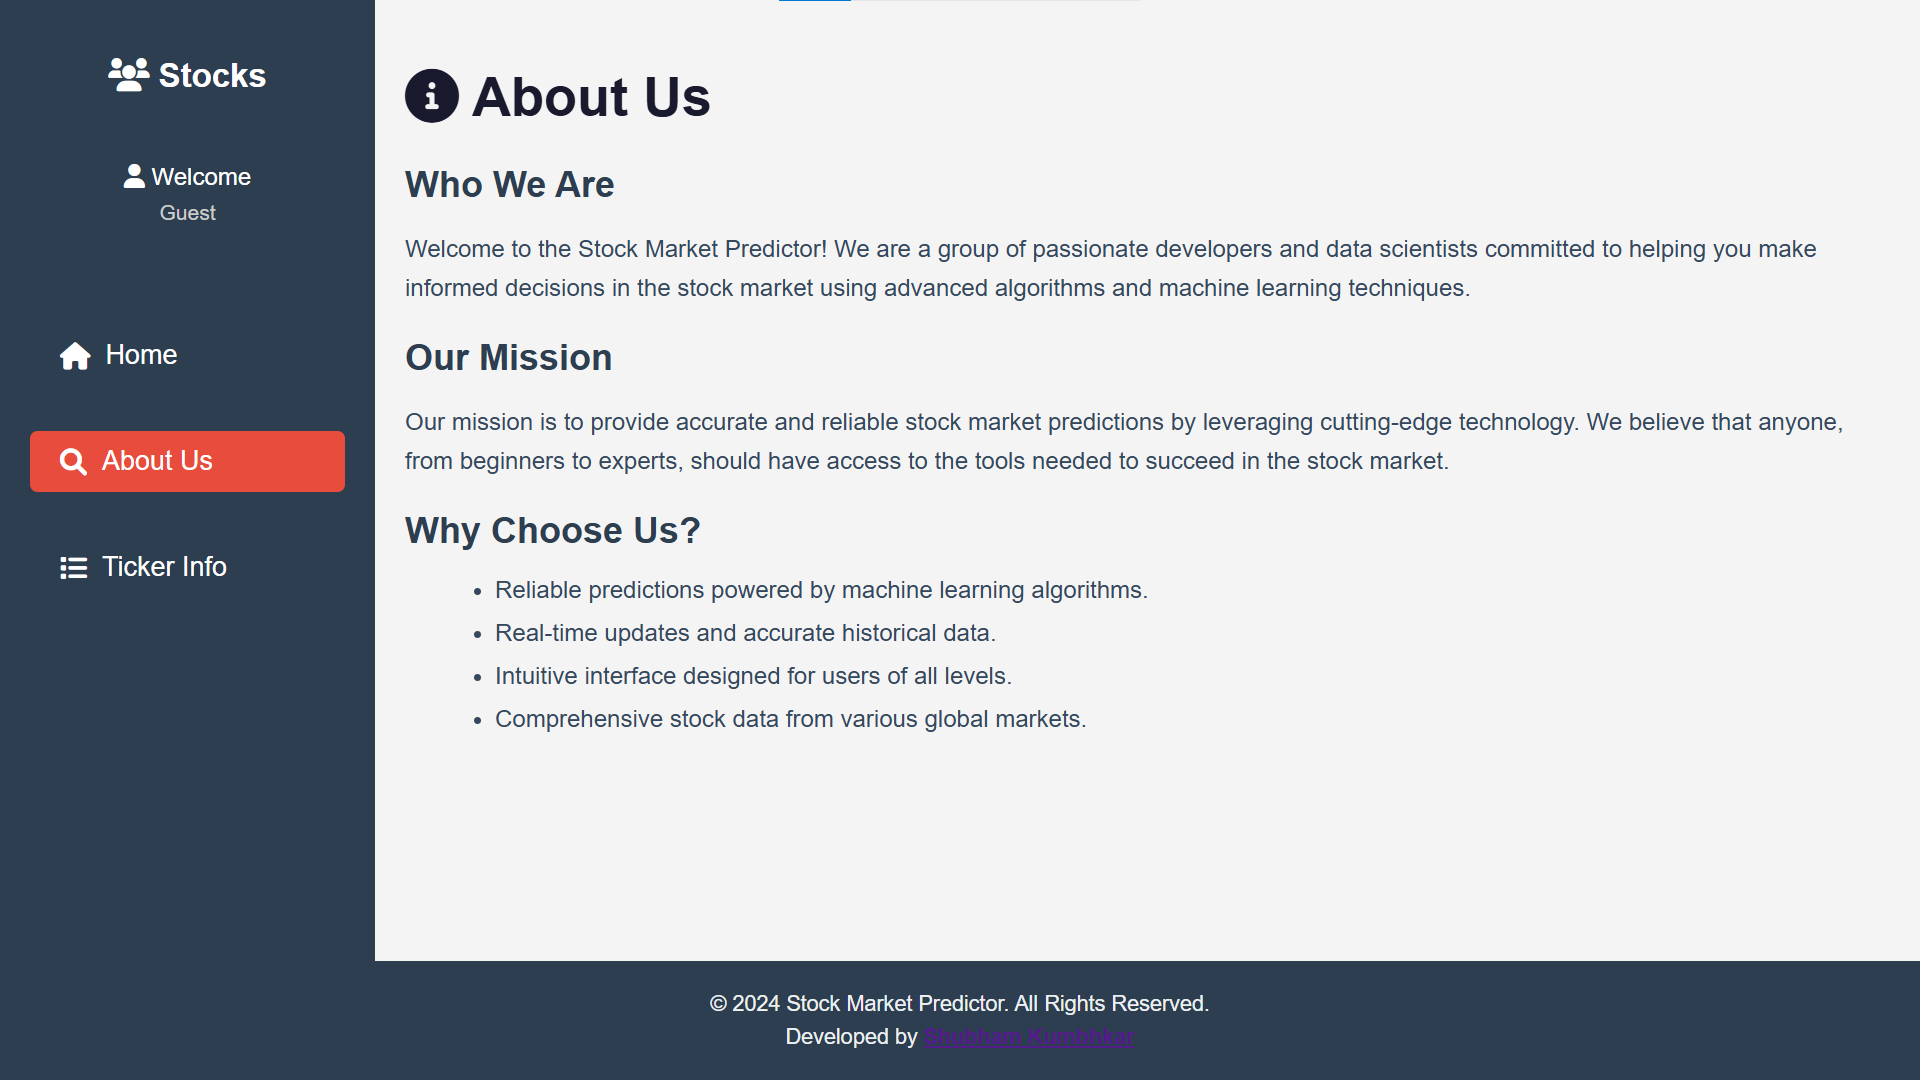 Stocks
Welcome
Guest
Home
About Us
Ticker Info
About Us
Who We Are
Welcome to the Stock Market Predictor! We are a group of passionate developers and data scientists committed to helping you make
informed decisions in the stock market using advanced algorithms and machine learning techniques.
Our Mission
Our mission is to provide accurate and reliable stock market predictions by leveraging cutting-edge technology. We believe that anyone,
from beginners to experts, should have access to the tools needed to succeed in the stock market.
Why Choose Us?
• Reliable predictions powered by machine learning algorithms.
• Real-time updates and accurate historical data.
• Intuitive interface designed for users of all levels.
• Comprehensive stock data from various global markets.
© 2024 Stock Market Predictor. All Rights Reserved.
Developed by Shubham